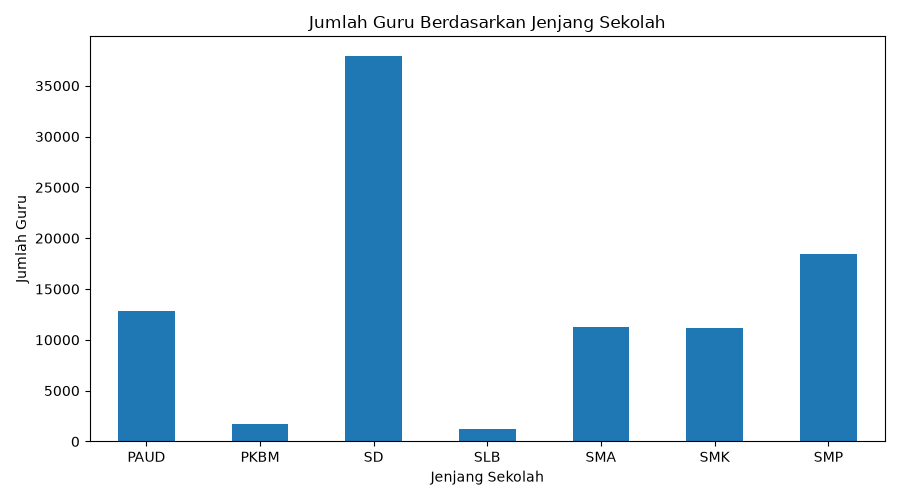 Jumlah Guru Berdasarkan Jenjang Sekolah
Jumlah Guru
35000
30000
25000
20000
15000
10000
5000
0
PAUD PKBM SD SLB SMA SMK SMP
Jenjang Sekolah